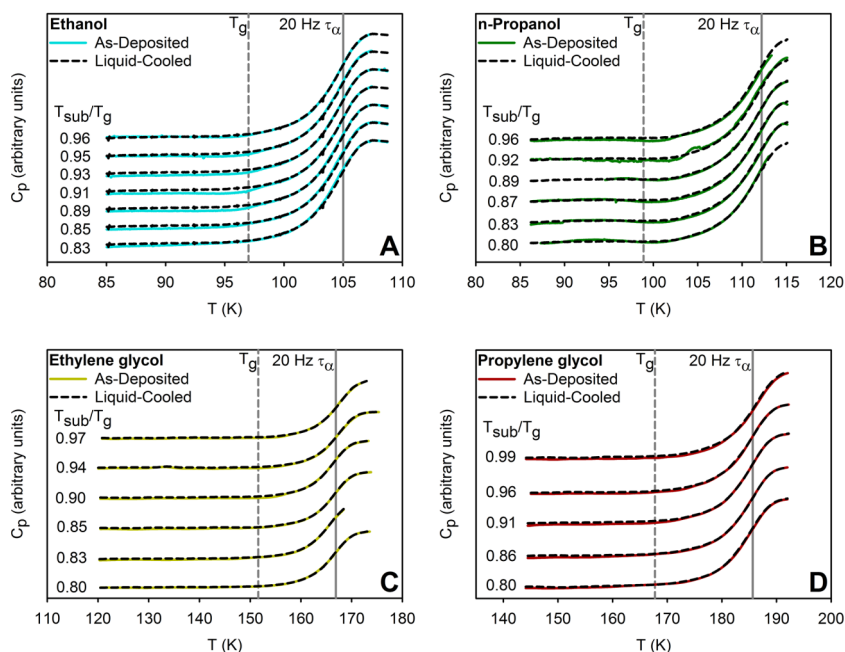 Ethanol
As-Deposited
Liquid-Cooled
Tg
20 Hz τα
Tsub/Tg
0.96
0.95
0.93
0.91
0.89
0.85
0.83
A
Cp (arbitrary units)
80 85 90 95 100 105 110
T (K)
n-Propanol
As-Deposited
Liquid-Cooled
Tg
20 Hz τα
Tsub/Tg
0.96
0.92
0.89
0.87
0.83
0.80
B
Cp (arbitrary units)
80 85 90 95 100 105 110 115 120
T (K)
Ethylene glycol
As-Deposited
Liquid-Cooled
Tg
20 Hz τα
Tsub/Tg
0.97
0.94
0.90
0.85
0.83
0.80
C
Cp (arbitrary units)
110 120 130 140 150 160 170 180
T (K)
Propylene glycol
As-Deposited
Liquid-Cooled
Tg
20 Hz τα
Tsub/Tg
0.99
0.96
0.91
0.86
0.80
D
Cp (arbitrary units)
140 150 160 170 180 190 200
T (K)